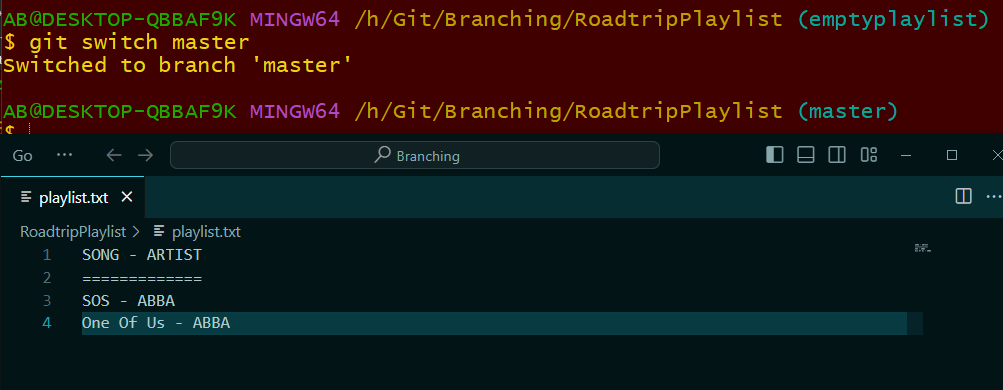 AB@DESKTOP-QBBAF9K MINGW64 /h/Git/Branching/RoadtripPlaylist (emptyplaylist)
$ git switch master
Switched to branch 'master'
AB@DESKTOP-QBBAF9K MINGW64 /h/Git/Branching/RoadtripPlaylist (master)
$
Go ··· Branching
playlist.txt
RoadtripPlaylist > playlist.txt
1 SONG - ARTIST
2 =============
3 SOS - ABBA
4 One Of Us - ABBA